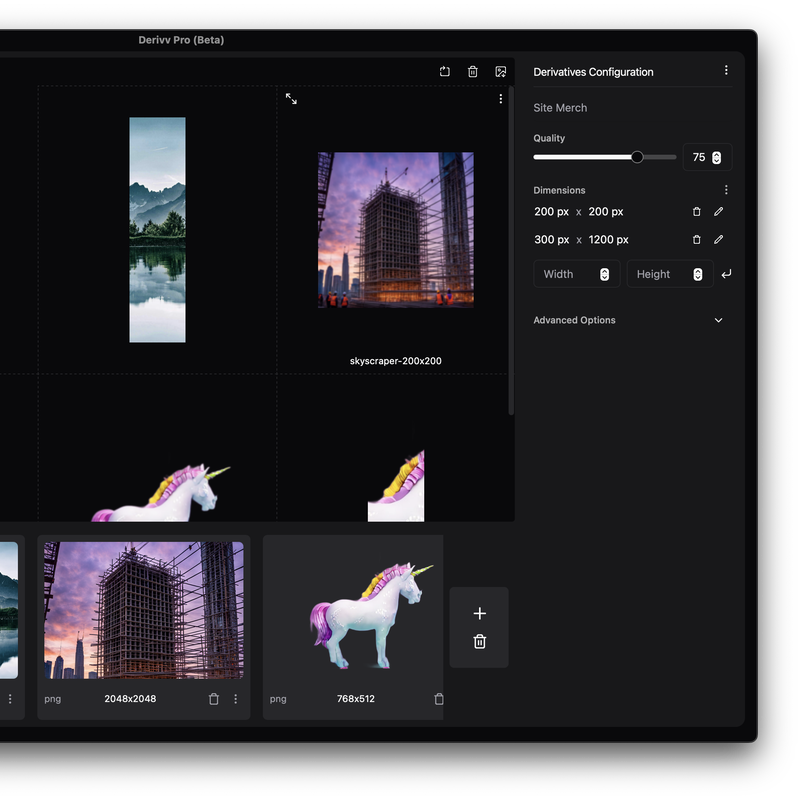 Derivv Pro (Beta)
Derivatives Configuration
Site Merch
Quality
75
Dimensions
200 px x 200 px
300 px x 1200 px
Width
Height
Advanced Options
skyscraper-200x200
png
2048x2048
png
768x512